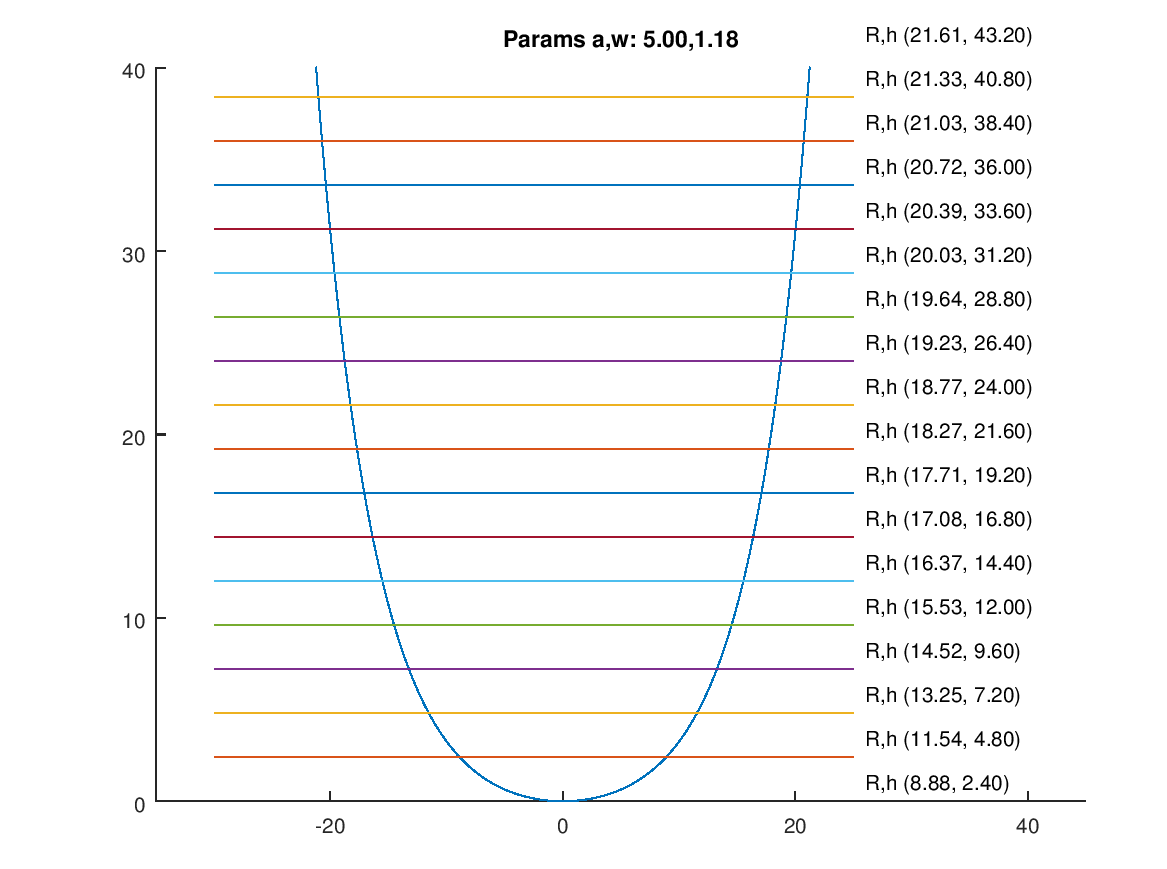 Params a,w: 5.00,1.18
R,h (21.61, 43.20)
R,h (21.33, 40.80)
R,h (21.03, 38.40)
R,h (20.72, 36.00)
R,h (20.39, 33.60)
R,h (20.03, 31.20)
R,h (19.64, 28.80)
R,h (19.23, 26.40)
R,h (18.77, 24.00)
R,h (18.27, 21.60)
R,h (17.71, 19.20)
R,h (17.08, 16.80)
R,h (16.37, 14.40)
R,h (15.53, 12.00)
R,h (14.52, 9.60)
R,h (13.25, 7.20)
R,h (11.54, 4.80)
R,h (8.88, 2.40)
40
30
20
10
0
-20 0 20 40